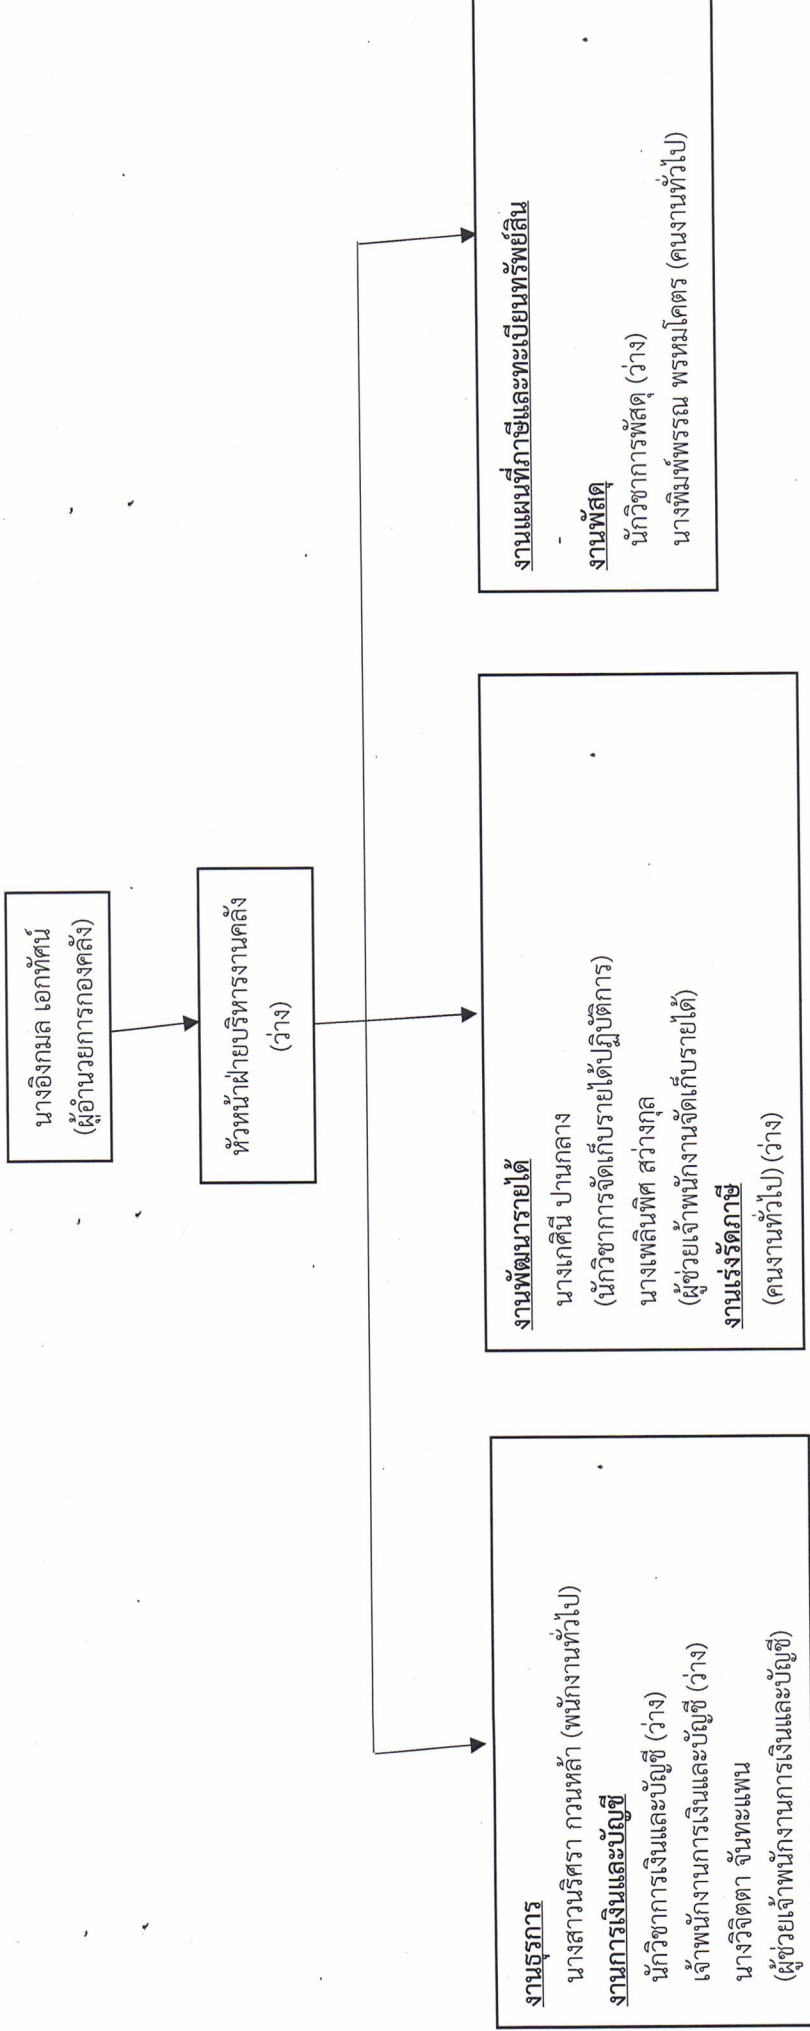 นางอิงกมล เอกทัศน์
(ผู้อำนวยการกองคลัง)
หัวหน้าฝ่ายบริหารงานคลัง
(ว่าง)
งานธุรการ
นางสาวนริศรา กวนหล้า (พนักงานทั่วไป)
งานการเงินและบัญชี
นักวิชาการเงินและบัญชี (ว่าง)
เจ้าพนักงานการเงินและบัญชี (ว่าง)
นางวิจิตตา จันทะแพน
(ผู้ช่วยเจ้าพนักงานการเงินและบัญชี)
งานพัฒนารายได้
นางเกศินี ปานกลาง
(นักวิชาการจัดเก็บรายได้ปฏิบัติการ)
นางเพลินพิศ สว่างกุล
(ผู้ช่วยเจ้าพนักงานจัดเก็บรายได้)
งานเร่งรัดภาษี
(คนงานทั่วไป) (ว่าง)
งานแผนที่ภาษีและทะเบียนทรัพย์สิน
-
งานพัสดุ
นักวิชาการพัสดุ (ว่าง)
นางพิมพ์พรรณ พรหมโคตร (คนงานทั่วไป)